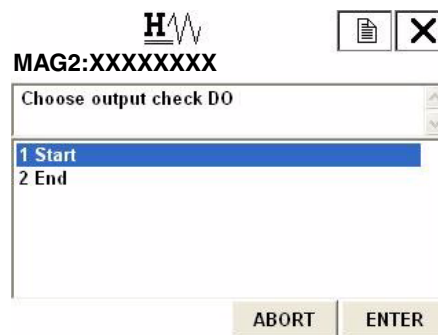 H
MAG2:XXXXXXXX
Choose output check DO
1 Start
2 End
ABORT
ENTER